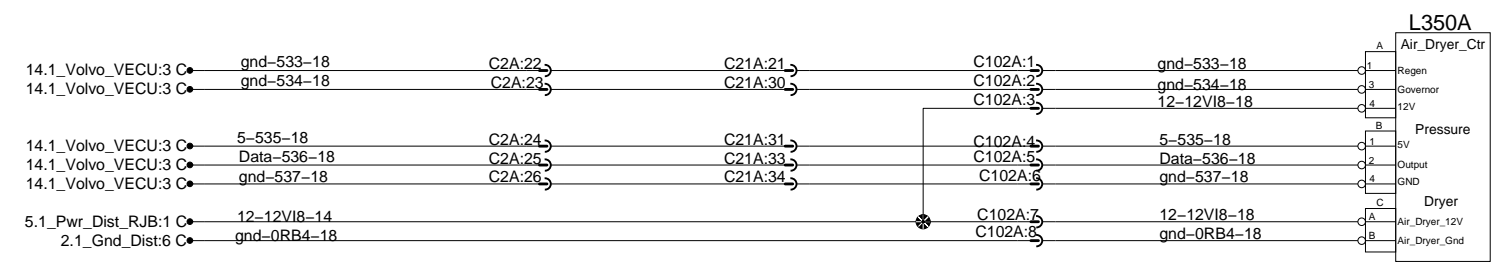 L350A
A Air_Dryer_Ctr
14.1_Volvo_VECU:3 C gnd-533-18 C2A:22 C21A:21 C102A:1 gnd-533-18 1 Regen
14.1_Volvo_VECU:3 C gnd-534-18 C2A:23 C21A:30 C102A:2 gnd-534-18 3 Governor
C102A:3 12-12VI8-18 4 12V
B Pressure
14.1_Volvo_VECU:3 C 5-535-18 C2A:24 C21A:31 C102A:4 5-535-18 1 5V
14.1_Volvo_VECU:3 C Data-536-18 C2A:25 C21A:33 C102A:5 Data-536-18 2 Output
14.1_Volvo_VECU:3 C gnd-537-18 C2A:26 C21A:34 C102A:6 gnd-537-18 4 GND
C Dryer
5.1_Pwr_Dist_RJB:1 C 12-12VI8-14 C102A:7 12-12VI8-18 A Air_Dryer_12V
2.1_Gnd_Dist:6 C gnd-0RB4-18 C102A:8 gnd-0RB4-18 B Air_Dryer_Gnd